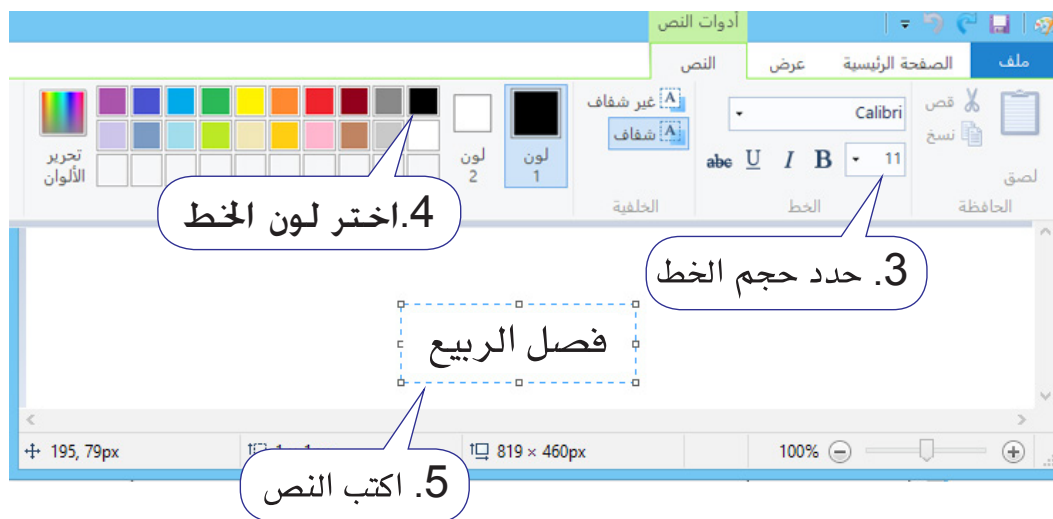 أدوات النص
ملف الصفحة الرئيسية عرض النص
لصق
قص
نسخ
الحافظة
Calibri
11
B I U abc
الخط
غير شفاف
شفاف
الخلفية
لون 1
لون 2
تحرير الألوان
3. حدد حجم الخط
4.اختر لون الخط
فصل الربيع
5. اكتب النص
195, 79px
819 × 460px
100%